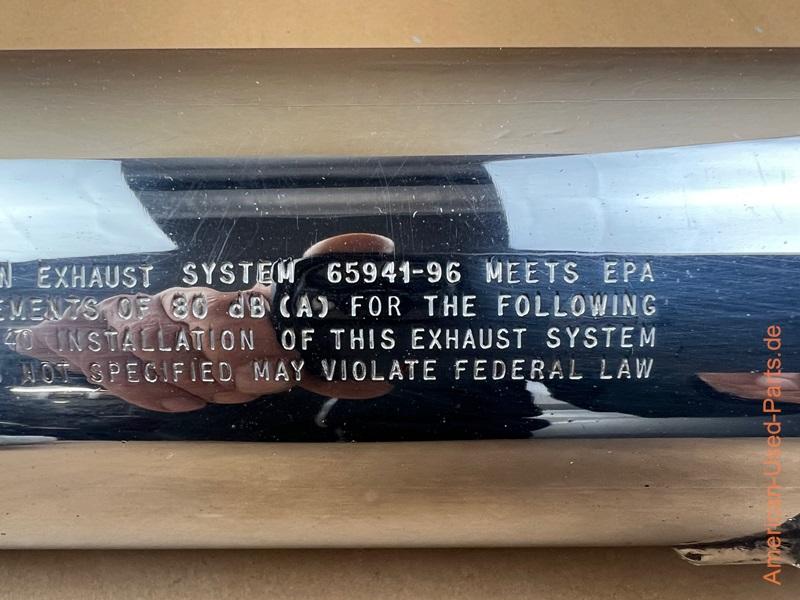 N EXHAUST SYSTEM 65941-96 MEETS EPA
EMENTS OF 80 dB(A) FOR THE FOLLOWING
40 INSTALLATION OF THIS EXHAUST SYSTEM
NOT SPECIFIED MAY VIOLATE FEDERAL LAW
American-Used-Parts.de